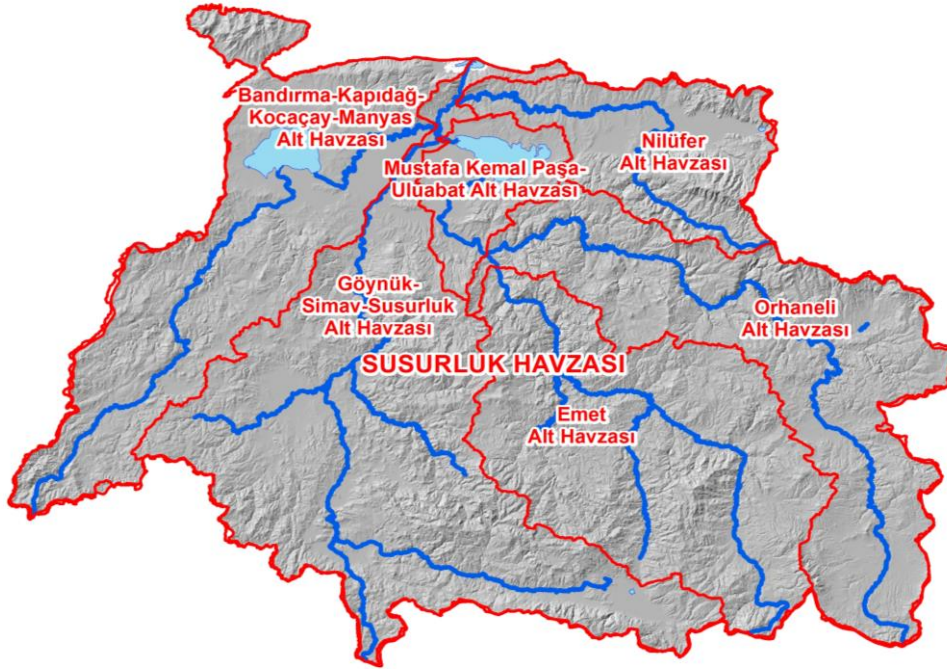 Bandırma-Kapıdağ-
Kocaçay-Manyas
Alt Havzası
Nilüfer
Alt Havzası
Mustafa Kemal Paşa-
Uluabat Alt Havzası
Göynük-
Simav-Susurluk
Alt Havzası
Orhaneli
Alt Havzası
SUSURLUK HAVZASI
Emet
Alt Havzası